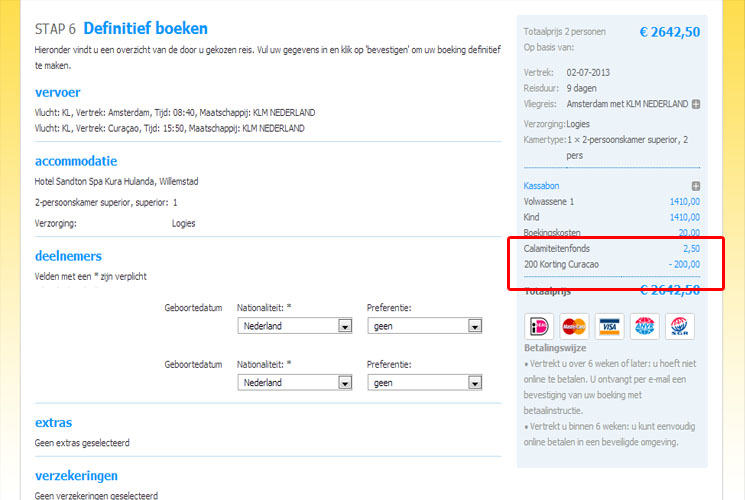 STAP 6 Definitief boeken
Hieronder vindt u een overzicht van de door u gekozen reis. Vul uw gegevens in en klik op 'bevestigen' om uw boeking definitief
te maken.
vervoer
Vlucht: KL, Vertrek: Amsterdam, Tijd: 08:40, Maatschappij: KLM NEDERLAND
Vlucht: KL, Vertrek: Curaçao, Tijd: 15:50, Maatschappij: KLM NEDERLAND
accommodatie
Hotel Sandton Spa Kura Hulanda, Willemstad
2-persoonskamer superior, superior: 1
Verzorging: Logies
deelnemers
Velden met een * zijn verplicht
Geboortedatum Nationaliteit: * Preferentie:
Nederland geen
Geboortedatum Nationaliteit: * Preferentie:
Nederland geen
extras
Geen extras geselecteerd
verzekeringen
Geen verzekeringen geselecteerd
Totaalprijs 2 personen € 2642,50
Op basis van:
Vertrek: 02-07-2013
Reisduur: 9 dagen
Vliegreis: Amsterdam met KLM NEDERLAND
Verzorging: Logies
Kamertype: 1 × 2-persoonskamer superior, 2
pers
Kassabon
Volwassene 1 1410,00
Kind 1410,00
Boekingskosten 20,00
Calamiteitenfonds 2,50
200 Korting Curacao - 200,00
Totaalprijs € 2642,50
iDEAL MasterCard VISA ANVR SGR
Betalingswijze
• Vertrekt u over 6 weken of later: u hoeft niet
online te betalen. U ontvangt per e-mail een
bevestiging van uw boeking met
betaalinstructie.
• Vertrekt u binnen 6 weken: u kunt eenvoudig
online betalen in een beveiligde omgeving.